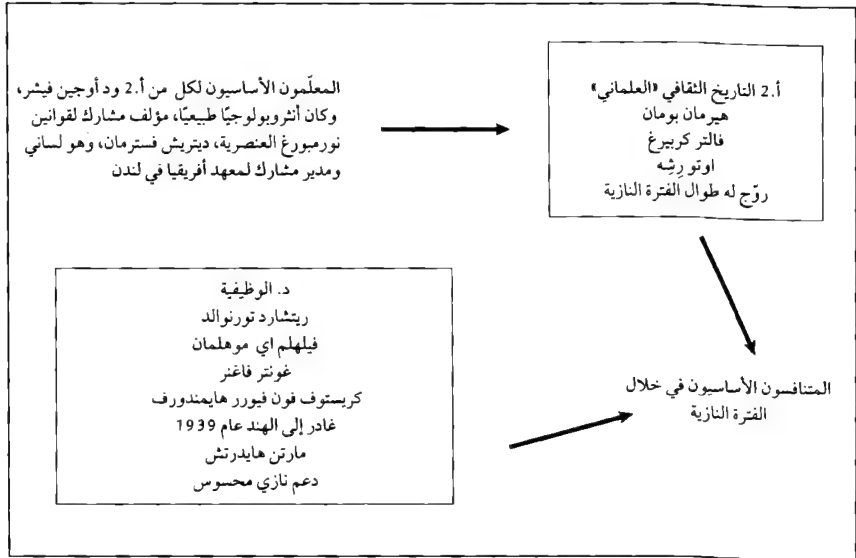 المعلّمون الأساسيون لكل من أ.2 ود أوجين فيشر،
وكان أنثروبولوجيًا طبيعيًا، مؤلف مشارك لقوانين
نورمبورغ العنصرية، ديتريش فسترمان، وهو لساني
ومدير مشارك لمعهد أفريقيا في لندن
أ.2 التاريخ الثقافي «العلماني»
هيرمان بومان
فالتر كربيرغ
اوتو رِشِه
روّج له طوال الفترة النازية
د. الوظيفية
ريتشارد تورنوالد
فيلهلم اي موهلمان
غونتر فاغنر
كريستوف فون فيورر هايمندورف
غادر إلى الهند عام 1939
مارتن هايدرتش
دعم نازي محسوس
المتنافسون الأساسيون في خلال
الفترة النازية